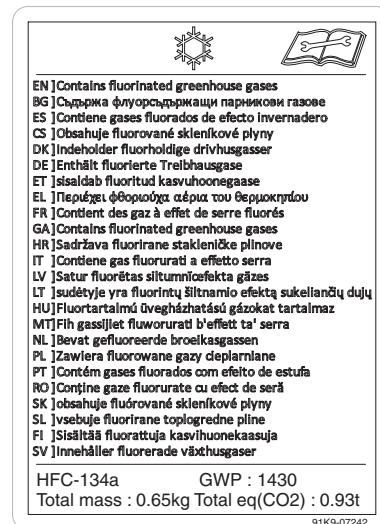 EN ]Contains fluorinated greenhouse gases
BG ]Съдържа флуорсъдържащи парникови газове
ES ]Contiene gases fluorados de efecto invernadero
CS ]Obsahuje fluorované skleníkové plyny
DK]Indeholder fluorholdige drivhusgasser
DE ]Enthält fluorierte Treibhausgase
ET ]sisaldab fluoritud kasvuhoonegaase
EL ]Περιέχει φθοριούχα αέρια του θερμοκηπίου
FR ]Contient des gaz à effet de serre fluorés
GA]Contains fluorinated greenhouse gases
HR]Sadržava fluorirane stakleničke plinove
IT ]Contiene gas fluorurati a effetto serra
LV ]Satur fluorētas siltumnīcefekta gāzes
LT ]sudėtyje yra fluorintų šiltnamio efektą sukeliančių dujų
HU]Fluortartalmú üvegházhatású gázokat tartalmaz
MT]Fih gassijiet fluworurati b'effett ta' serra
NL ]Bevat gefluoreerde broeikasgassen
PL ]Zawiera fluorowane gazy cieplarniane
PT ]Contém gases fluorados com efeito de estufa
RO]Conține gaze fluorurate cu efect de seră
SK ]obsahuje fluórované skleníkové plyny
SL ]vsebuje fluorirane toplogredne pline
FI ]Sisältää fluorattuja kasvihuonekaasuja
SV ]Innehåller fluorerade växthusgaser
HFC-134a GWP : 1430
Total mass : 0.65kg Total eq(CO2) : 0.93t
91K9-07242